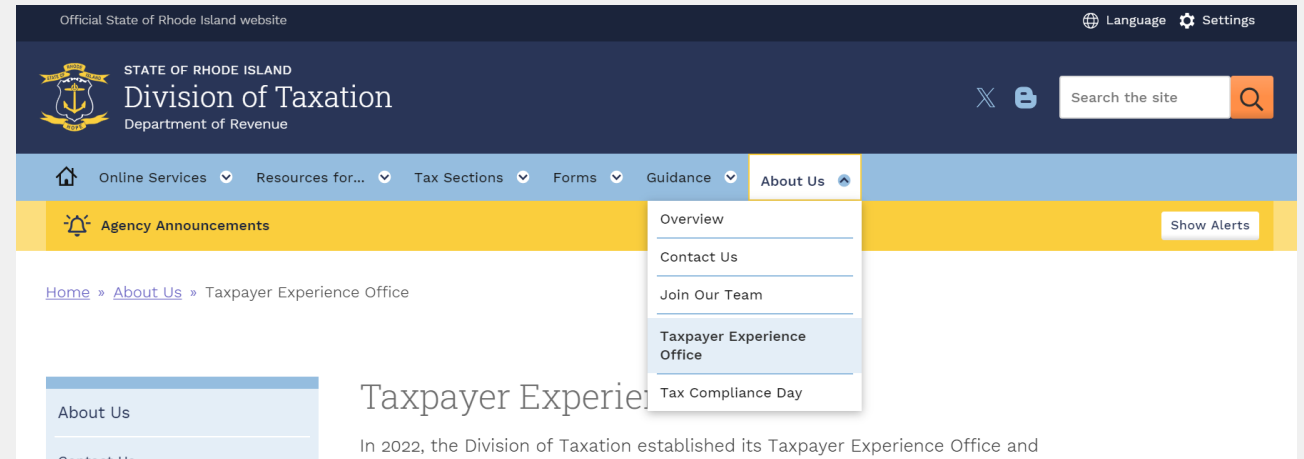 Official State of Rhode Island website
Language Settings
STATE OF RHODE ISLAND
Division of Taxation
Department of Revenue
Search the site
Online Services Resources for... Tax Sections Forms Guidance About Us
Agency Announcements
Show Alerts
Overview
Contact Us
Join Our Team
Taxpayer Experience
Office
Tax Compliance Day
Home » About Us » Taxpayer Experience Office
About Us
Taxpayer Experie
In 2022, the Division of Taxation established its Taxpayer Experience Office and